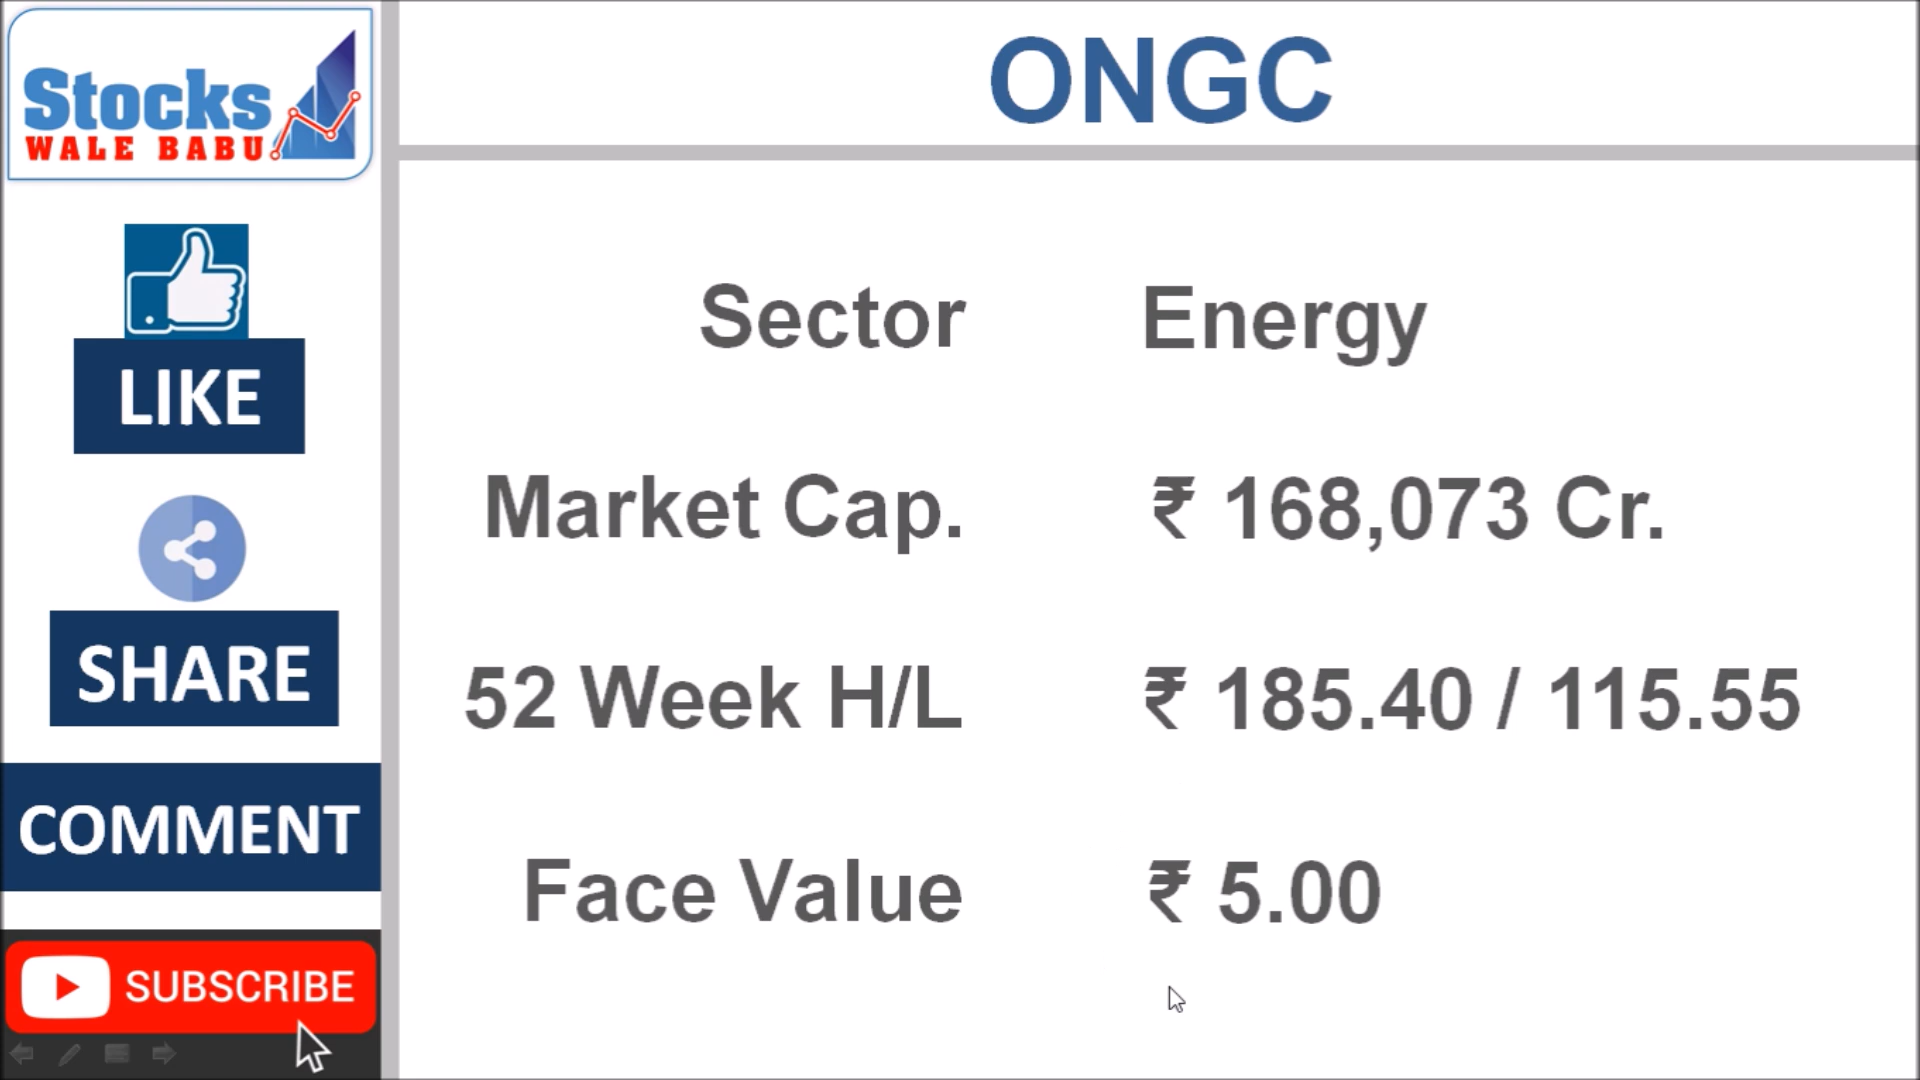 Stocks
WALE BABU
LIKE
SHARE
COMMENT
SUBSCRIBE
ONGC
Sector Energy
Market Cap. ₹ 168,073 Cr.
52 Week H/L ₹ 185.40 / 115.55
Face Value ₹ 5.00